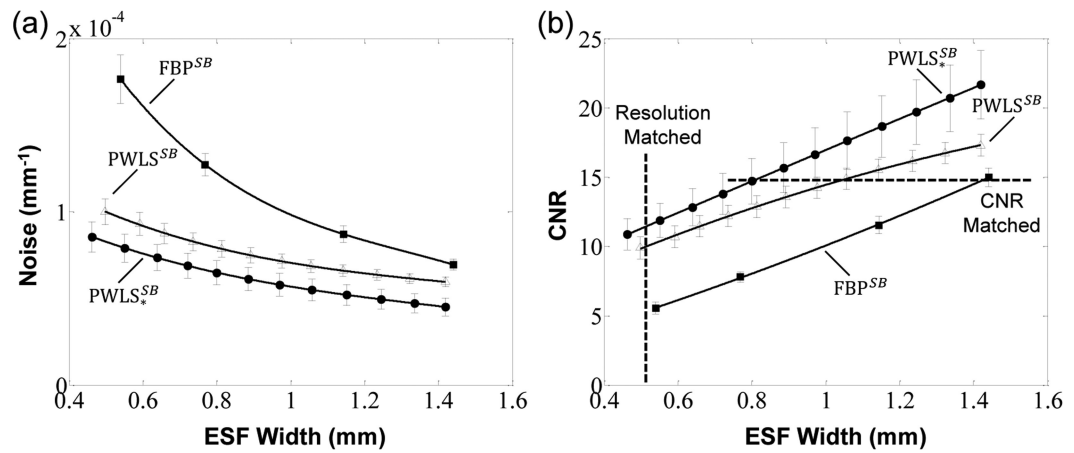 (a)
2 × 10⁻⁴
FBP^SB
PWLS^SB
PWLS*^SB
1
0
Noise (mm⁻¹)
0.4 0.6 0.8 1 1.2 1.4 1.6
ESF Width (mm)
(b)
25
20
15
10
5
0
CNR
Resolution
Matched
PWLS*^SB
PWLS^SB
CNR
Matched
FBP^SB
0.4 0.6 0.8 1 1.2 1.4 1.6
ESF Width (mm)